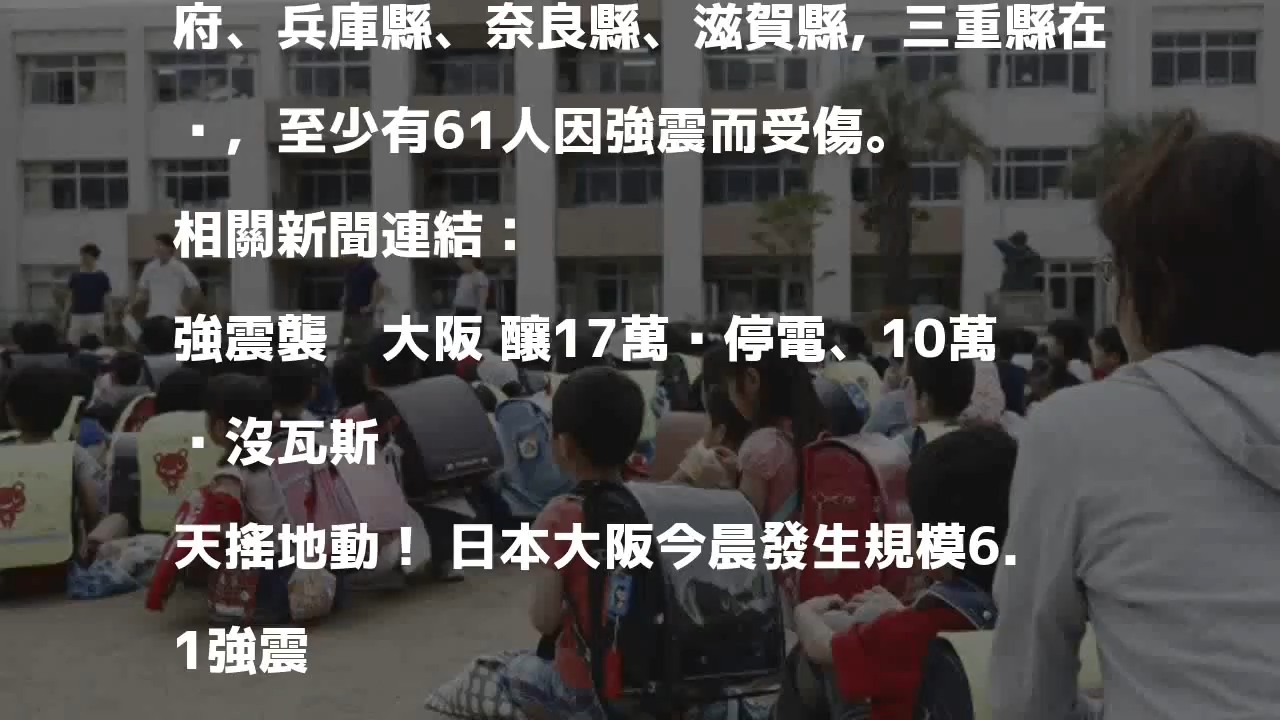 府、兵庫縣、奈良縣、滋賀縣，三重縣在
▪，至少有61人因強震而受傷。
相關新聞連結：
強震襲　大阪 釀17萬▪停電、10萬
▪沒瓦斯
天搖地動！ 日本大阪今晨發生規模6.
1強震